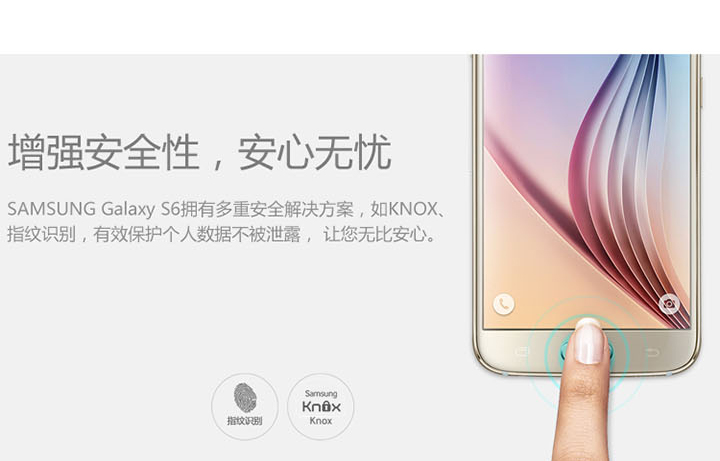 增强安全性，安心无忧
SAMSUNG Galaxy S6拥有多重安全解决方案，如KNOX、
指纹识别，有效保护个人数据不被泄露， 让您无比安心。
指纹识别
Samsung
Knox
Knox